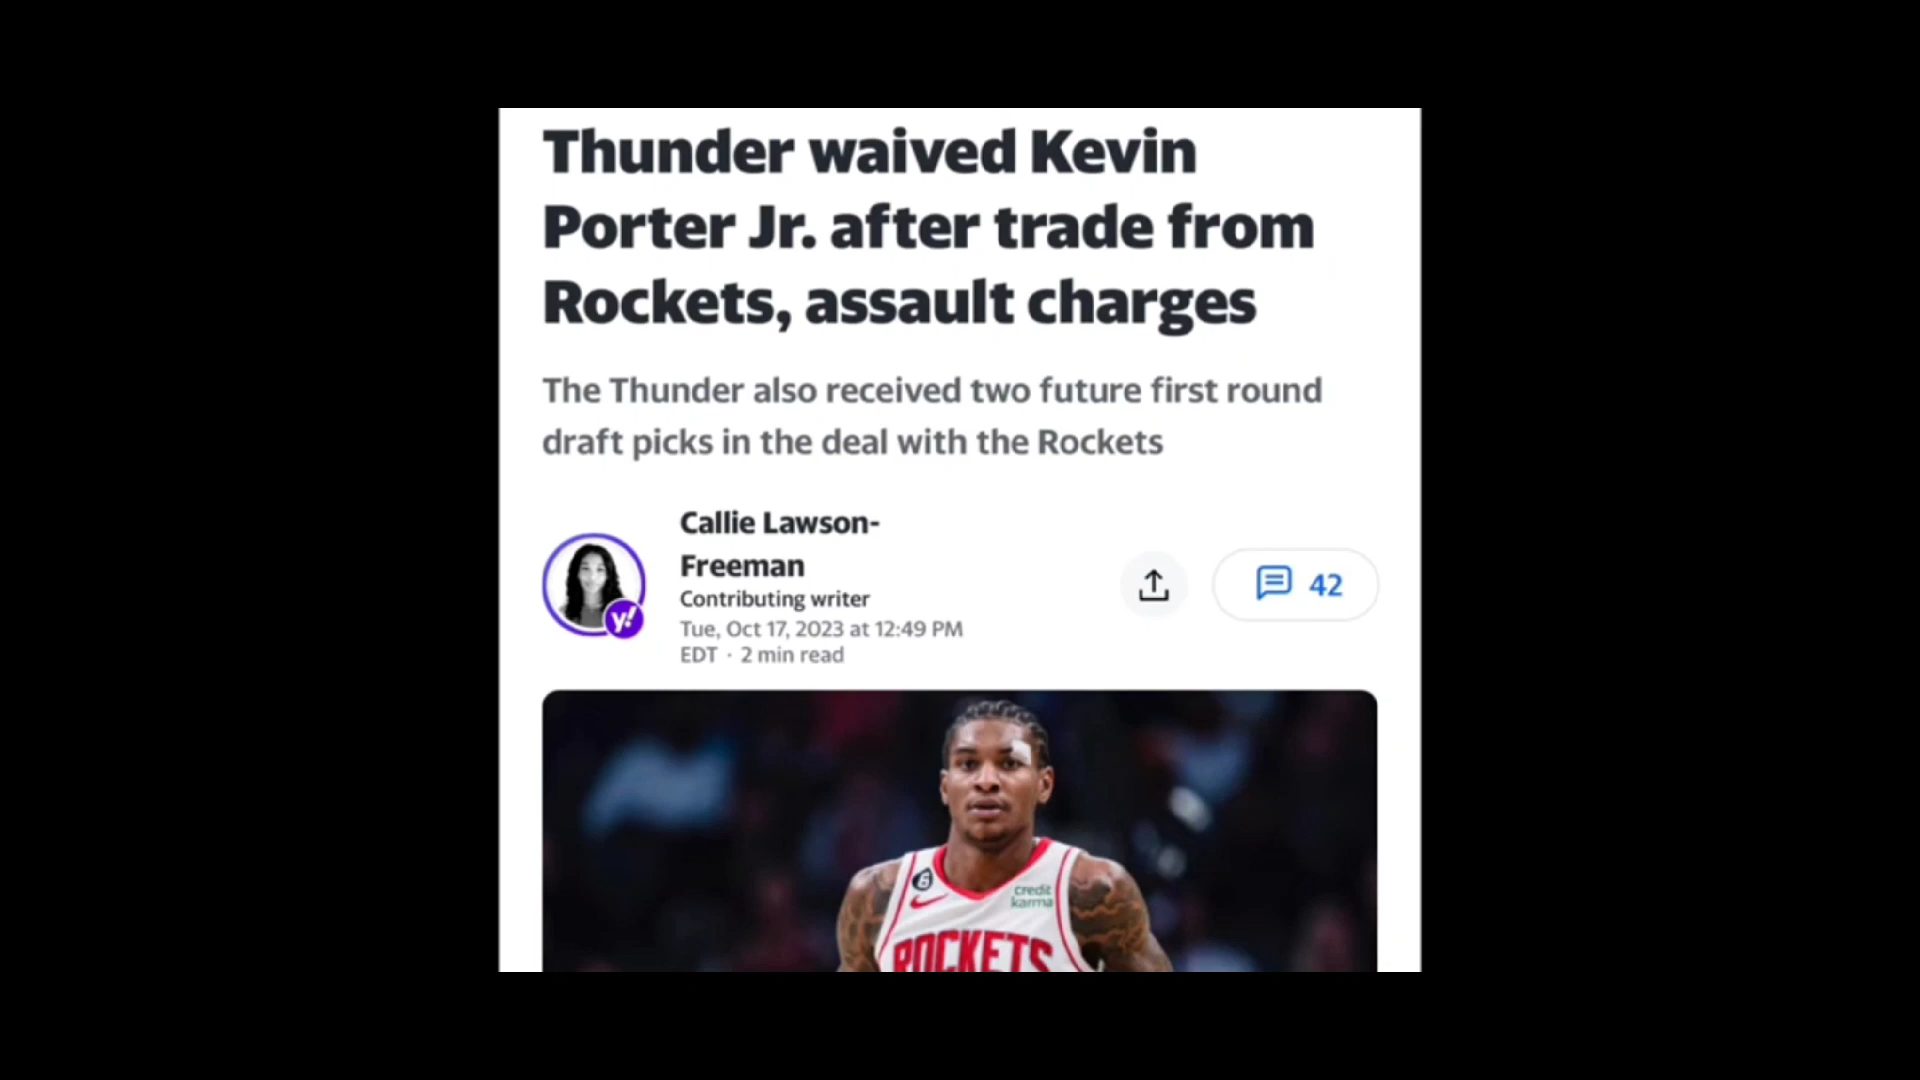 Thunder waived Kevin
Porter Jr. after trade from
Rockets, assault charges
The Thunder also received two future first round
draft picks in the deal with the Rockets
Callie Lawson-
Freeman
Contributing writer
Tue, Oct 17, 2023 at 12:49 PM
EDT · 2 min read
y!
42
6
credit
karma
ROCKETS